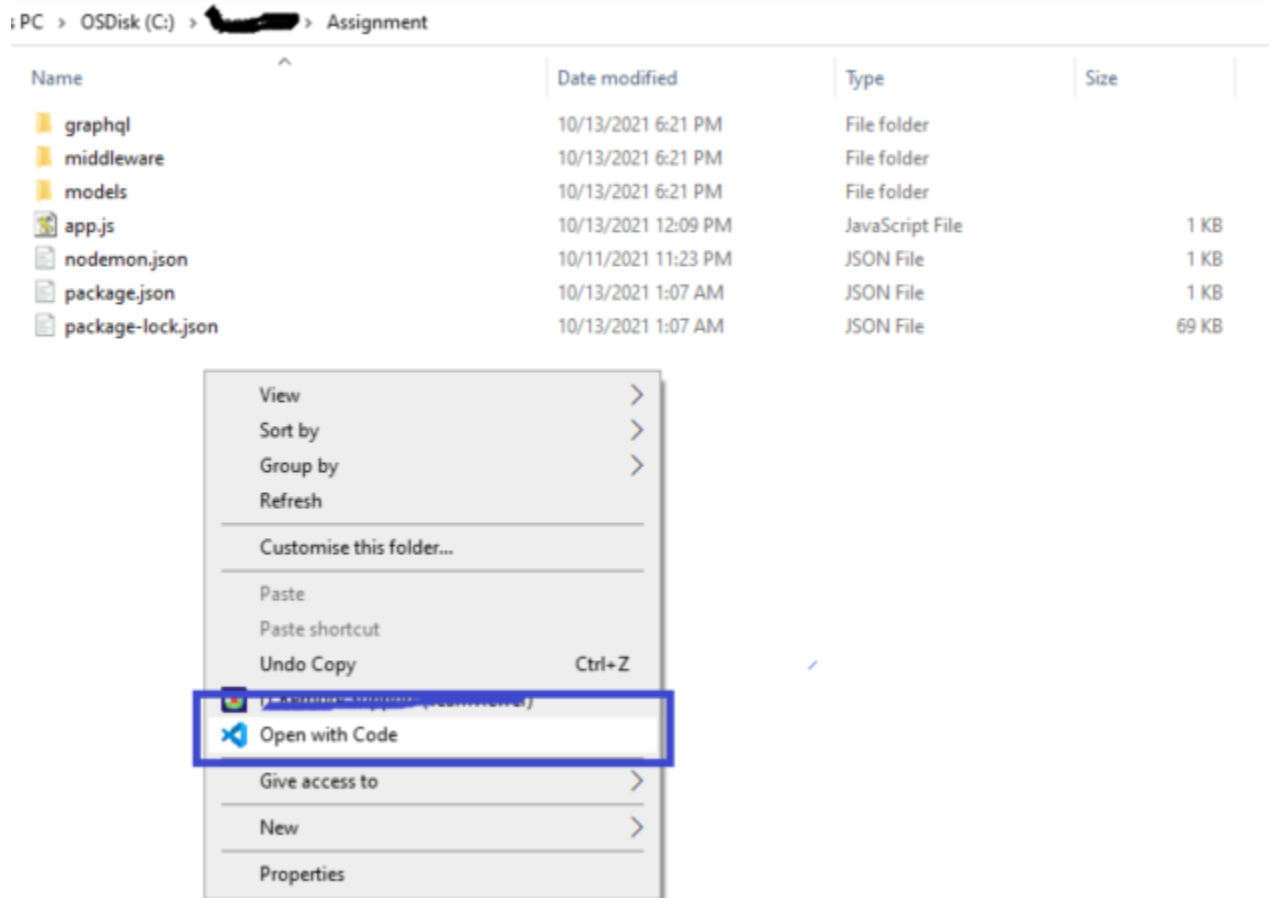 PC > OSDisk (C:) > > Assignment
Name Date modified Type Size
graphql 10/13/2021 6:21 PM File folder
middleware 10/13/2021 6:21 PM File folder
models 10/13/2021 6:21 PM File folder
app.js 10/13/2021 12:09 PM JavaScript File 1 KB
nodemon.json 10/11/2021 11:23 PM JSON File 1 KB
package.json 10/13/2021 1:07 AM JSON File 1 KB
package-lock.json 10/13/2021 1:07 AM JSON File 69 KB
View
Sort by
Group by
Refresh
Customise this folder...
Paste
Paste shortcut
Undo Copy Ctrl+Z
Open with Code
Give access to
New
Properties